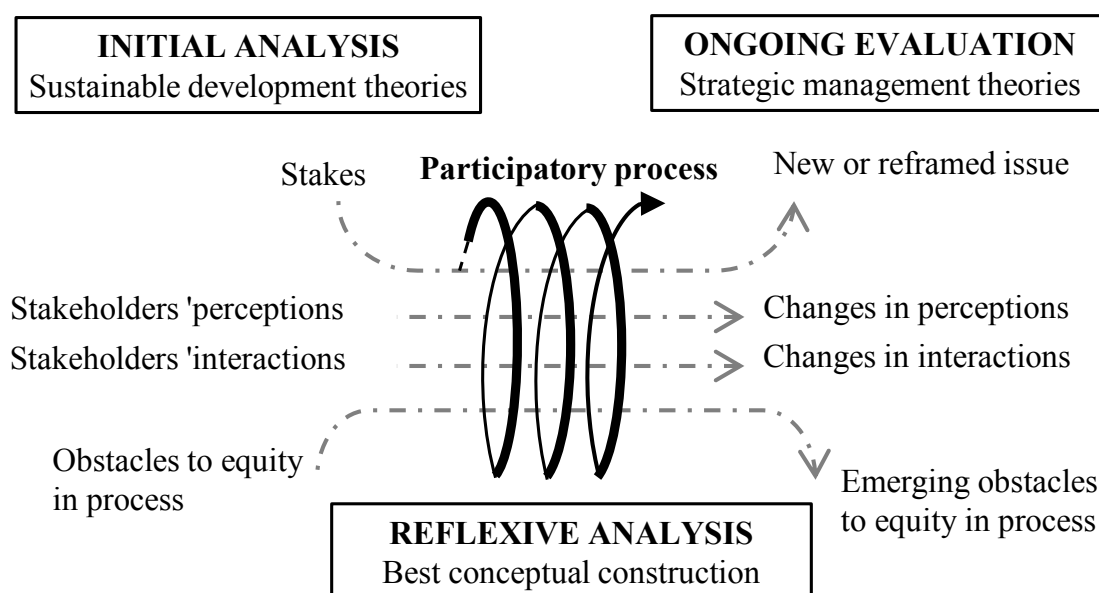 INITIAL ANALYSIS
Sustainable development theories
ONGOING EVALUATION
Strategic management theories
Stakes
Participatory process
New or reframed issue
Stakeholders 'perceptions
Changes in perceptions
Stakeholders 'interactions
Changes in interactions
Obstacles to equity
in process
Emerging obstacles
to equity in process
REFLEXIVE ANALYSIS
Best conceptual construction